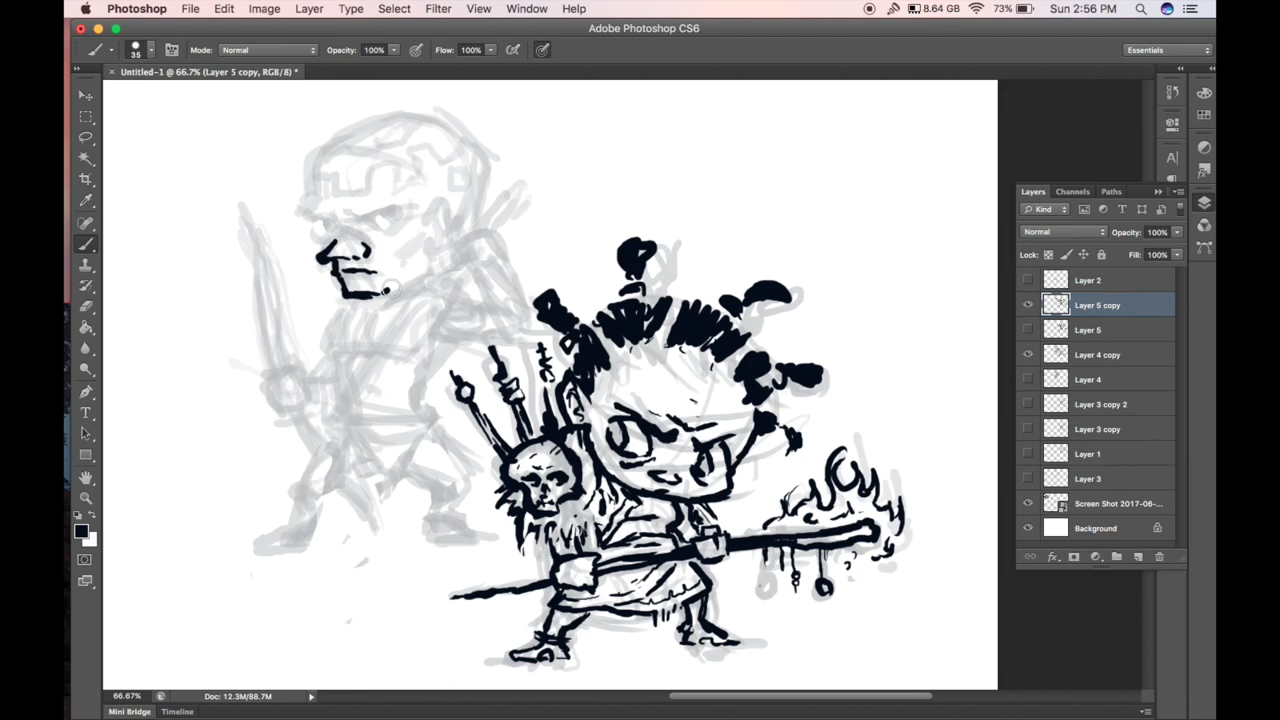 Photoshop File Edit Image Layer Type Select Filter View Window Help 8.64 GB 73% Sun 2:56 PM
Adobe Photoshop CS6
35 Mode: Normal Opacity: 100% Flow: 100% Essentials
Untitled-1 @ 66.7% (Layer 5 copy, RGB/8) *
Layers Channels Paths
Kind
Normal Opacity: 100%
Lock: Fill: 100%
Layer 2
Layer 5 copy
Layer 5
Layer 4 copy
Layer 4
Layer 3 copy 2
Layer 3 copy
Layer 1
Layer 3
Screen Shot 2017-06-...
Background
66.67% Doc: 12.3M/88.7M
Mini Bridge Timeline